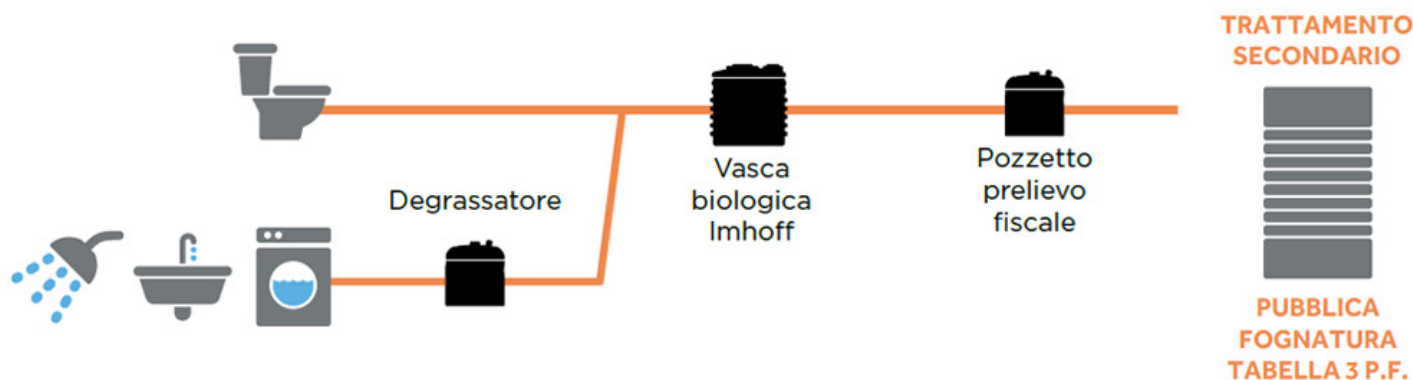 TRATTAMENTO
SECONDARIO
Degrassatore
Vasca
biologica
Imhoff
Pozzetto
prelievo
fiscale
PUBBLICA
FOGNATURA
TABELLA 3 P.F.